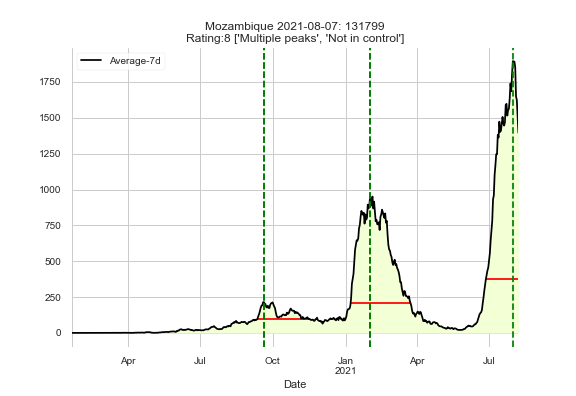 Mozambique 2021-08-07: 131799
Rating:8 ['Multiple peaks', 'Not in control']
Average-7d
1750
1500
1250
1000
750
500
250
0
Apr Jul Oct Jan Apr Jul
2021
Date